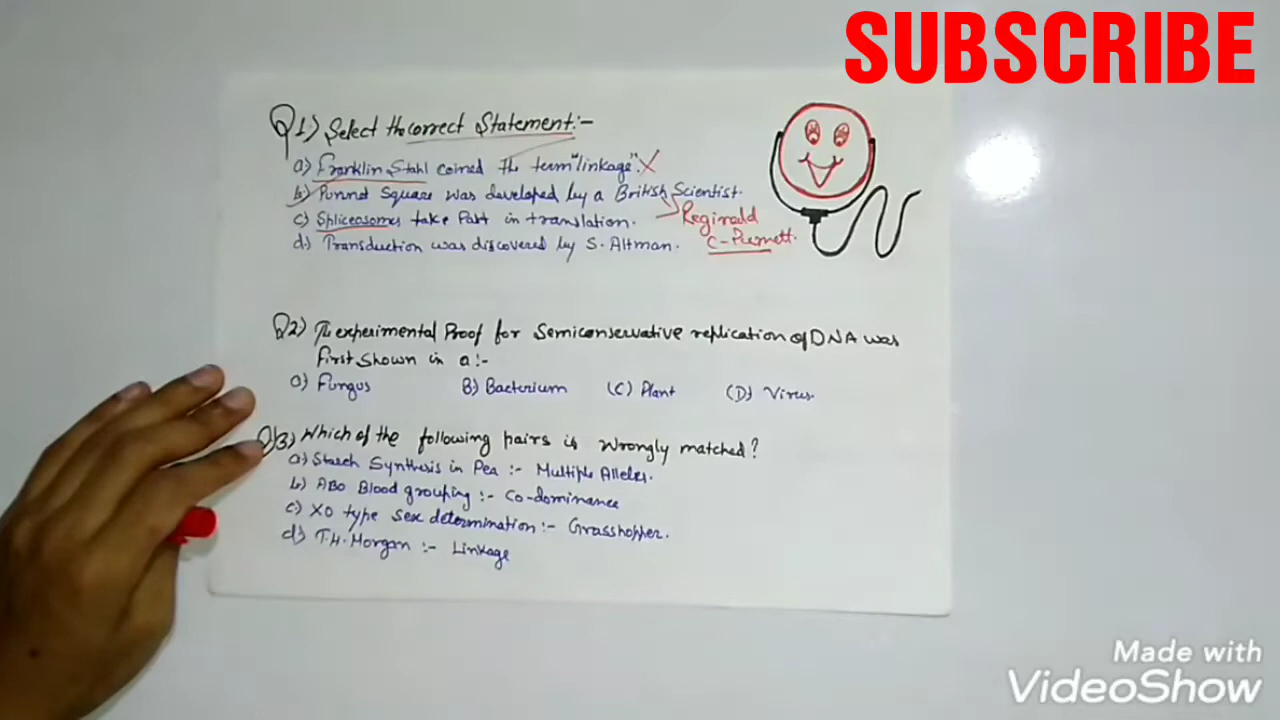 SUBSCRIBE
Q1) Select the correct Statement:-
a) Franklin Stahl coined the term "linkage". X
b) Punnet Square was developed by a British Scientist.
c) Spliceosomes take Part in translation.
Reginald
C-Punnett.
d) Transduction was discovered by S. Altman.
Q2) The experimental Proof for Semiconservative replication of DNA was
first shown in a:-
a) Fungus B) Bacterium (C) Plant (D) Virus.
Q3) Which of the following pairs is wrongly matched?
a) Starch Synthesis in Pea :- Multiple Alleles.
b) ABO Blood grouping :- Co-dominance
c) XO type sex determination :- Grasshopper.
d) T.H. Morgan :- Linkage
Made with
VideoShow